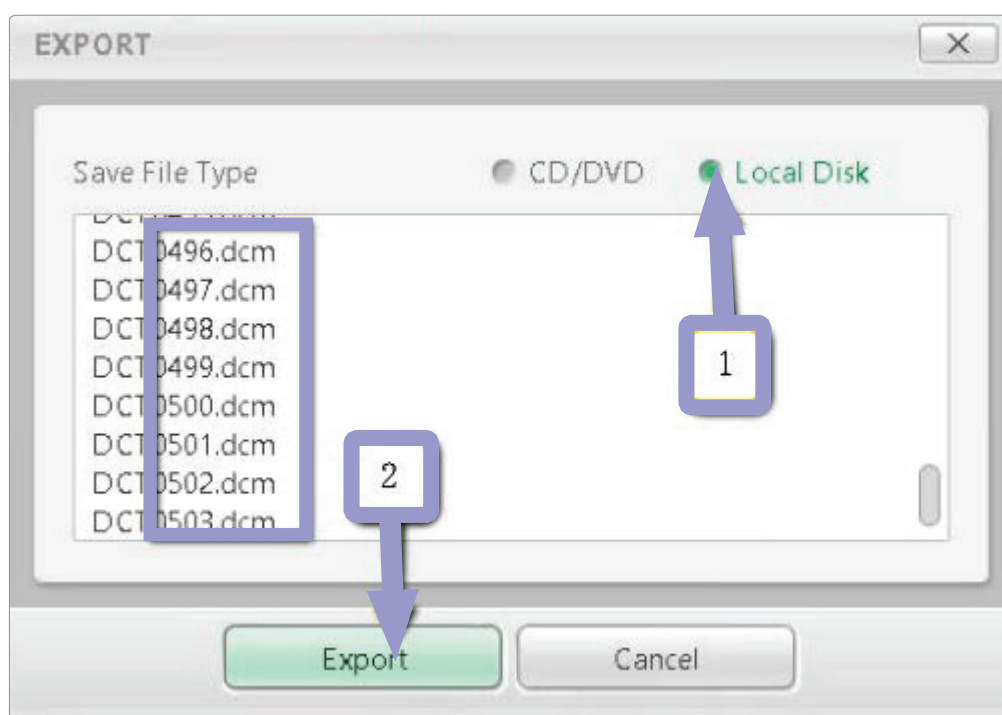 EXPORT
Save File Type CD/DVD Local Disk
DCT0496.dcm
DCT0497.dcm
DCT0498.dcm
DCT0499.dcm
DCT0500.dcm
DCT0501.dcm
DCT0502.dcm
DCT0503.dcm
1
2
Export Cancel